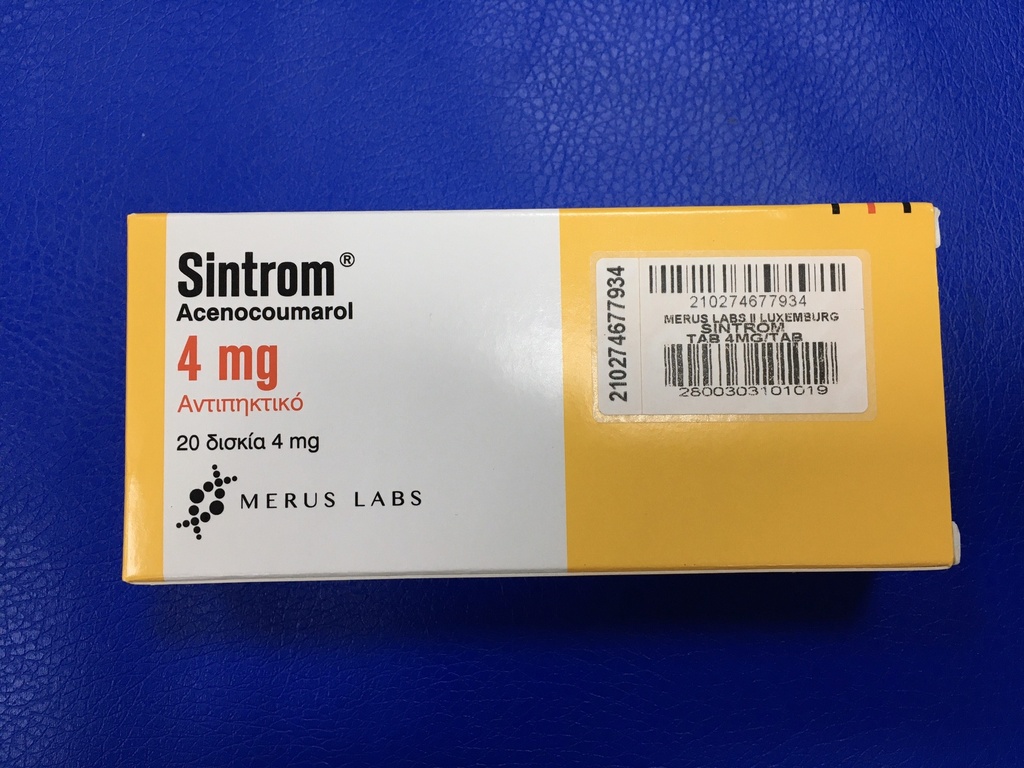 Sintrom®
Acenocoumarol
4 mg
Αντιπηκτικό
20 δισκία 4 mg
MERUS LABS
210274677934
210274677934
MERUS LABS II LUXEMBURG
SINTROM
TAB 4MG/TAB
2800303101019